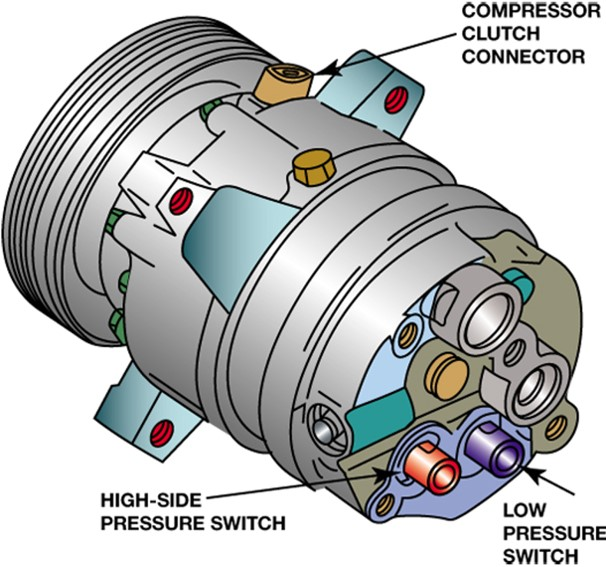 COMPRESSOR
CLUTCH
CONNECTOR
HIGH-SIDE
PRESSURE SWITCH
LOW
PRESSURE
SWITCH